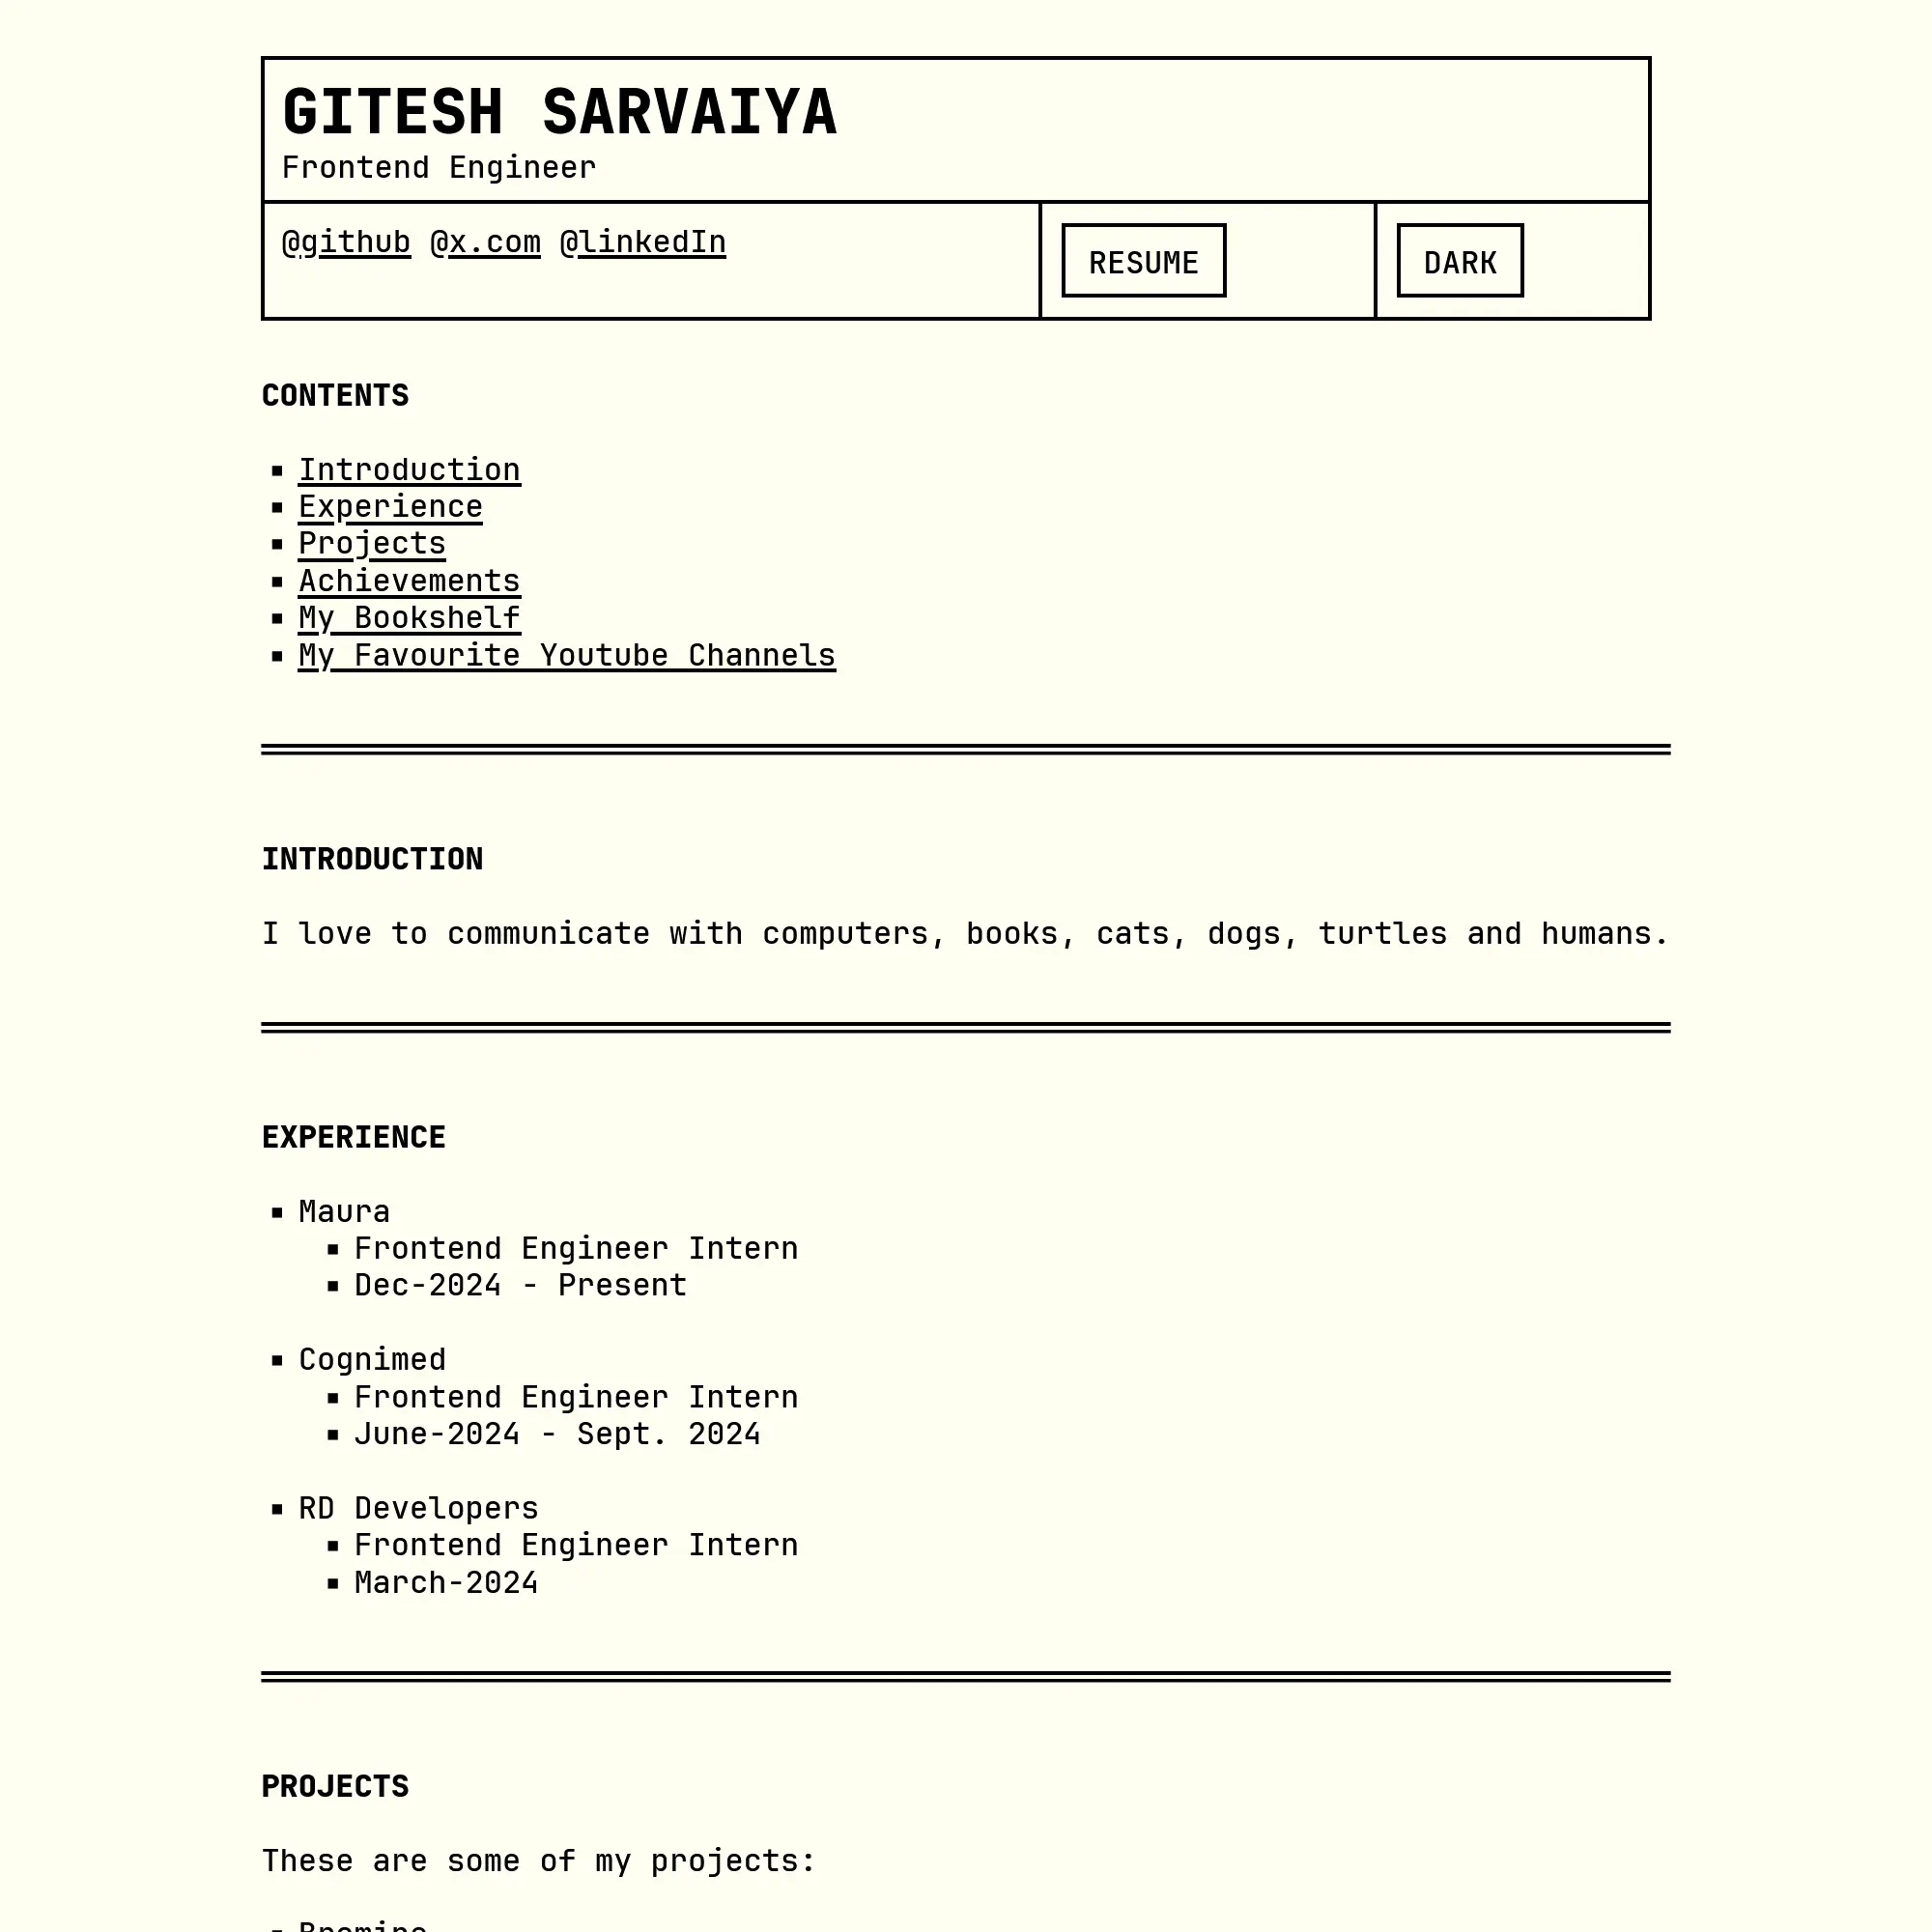 GITESH SARVAIYA
Frontend Engineer
@github @x.com @linkedIn
RESUME
DARK
CONTENTS
Introduction
Experience
Projects
Achievements
My Bookshelf
My Favourite Youtube Channels
INTRODUCTION
I love to communicate with computers, books, cats, dogs, turtles and humans.
EXPERIENCE
Maura
Frontend Engineer Intern
Dec-2024 - Present
Cognimed
Frontend Engineer Intern
June-2024 - Sept. 2024
RD Developers
Frontend Engineer Intern
March-2024
PROJECTS
These are some of my projects: